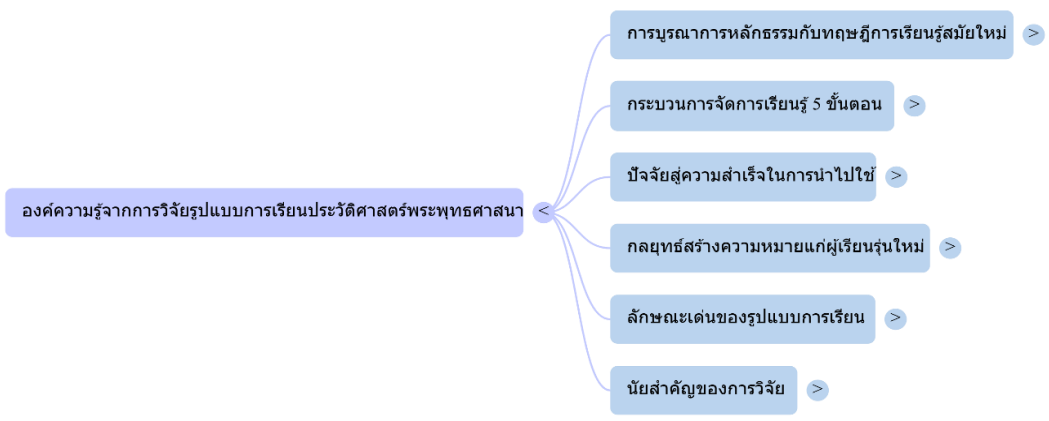 การบูรณาการหลักธรรมกับทฤษฎีการเรียนรู้สมัยใหม่ >
กระบวนการจัดการเรียนรู้ 5 ขั้นตอน >
ปัจจัยสู่ความสำเร็จในการนำไปใช้ >
องค์ความรู้จากการวิจัยรูปแบบการเรียนประวัติศาสตร์พระพุทธศาสนา <
กลยุทธ์สร้างความหมายแก่ผู้เรียนรุ่นใหม่ >
ลักษณะเด่นของรูปแบบการเรียน >
นัยสำคัญของการวิจัย >